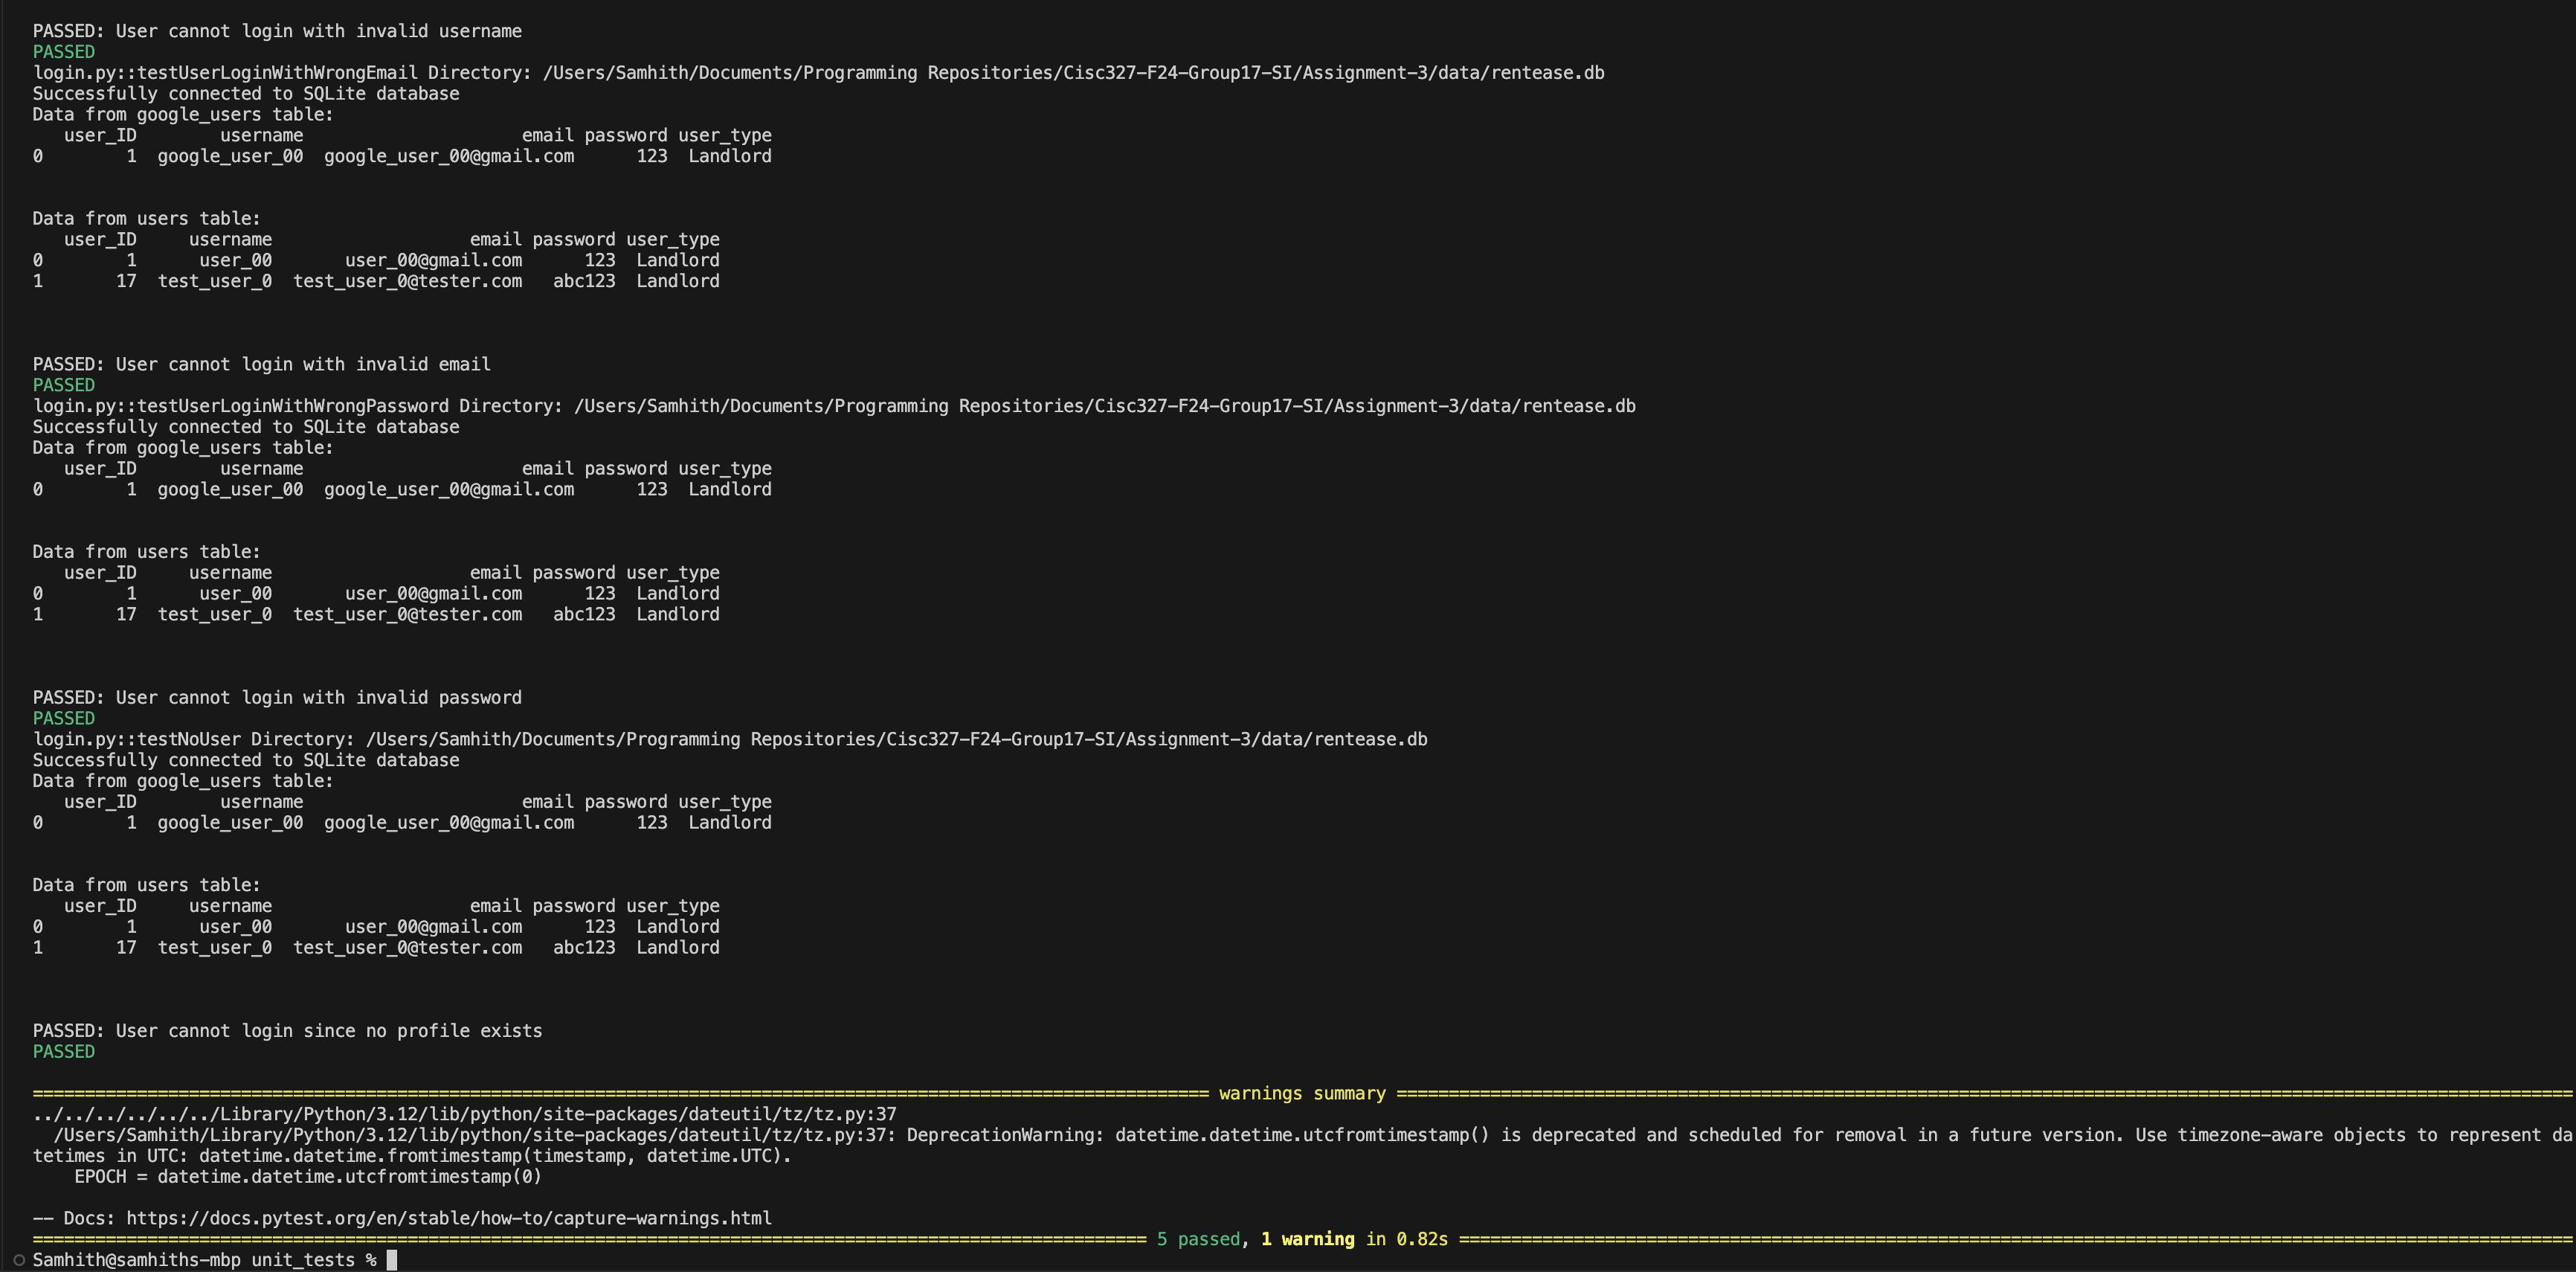 PASSED: User cannot login with invalid username
PASSED
login.py::testUserLoginWithWrongEmail Directory: /Users/Samhith/Documents/Programming Repositories/Cisc327-F24-Group17-SI/Assignment-3/data/rentease.db
Successfully connected to SQLite database
Data from google_users table:
   user_ID        username                     email password user_type
0        1  google_user_00  google_user_00@gmail.com      123  Landlord
Data from users table:
   user_ID     username                   email password user_type
0        1      user_00       user_00@gmail.com      123  Landlord
1       17  test_user_0  test_user_0@tester.com   abc123  Landlord
PASSED: User cannot login with invalid email
PASSED
login.py::testUserLoginWithWrongPassword Directory: /Users/Samhith/Documents/Programming Repositories/Cisc327-F24-Group17-SI/Assignment-3/data/rentease.db
Successfully connected to SQLite database
Data from google_users table:
   user_ID        username                     email password user_type
0        1  google_user_00  google_user_00@gmail.com      123  Landlord
Data from users table:
   user_ID     username                   email password user_type
0        1      user_00       user_00@gmail.com      123  Landlord
1       17  test_user_0  test_user_0@tester.com   abc123  Landlord
PASSED: User cannot login with invalid password
PASSED
login.py::testNoUser Directory: /Users/Samhith/Documents/Programming Repositories/Cisc327-F24-Group17-SI/Assignment-3/data/rentease.db
Successfully connected to SQLite database
Data from google_users table:
   user_ID        username                     email password user_type
0        1  google_user_00  google_user_00@gmail.com      123  Landlord
Data from users table:
   user_ID     username                   email password user_type
0        1      user_00       user_00@gmail.com      123  Landlord
1       17  test_user_0  test_user_0@tester.com   abc123  Landlord
PASSED: User cannot login since no profile exists
PASSED
================ warnings summary ================
../../../../../../Library/Python/3.12/lib/python/site-packages/dateutil/tz/tz.py:37
  /Users/Samhith/Library/Python/3.12/lib/python/site-packages/dateutil/tz/tz.py:37: DeprecationWarning: datetime.datetime.utcfromtimestamp() is deprecated and scheduled for removal in a future version. Use timezone-aware objects to represent da
tetimes in UTC: datetime.datetime.fromtimestamp(timestamp, datetime.UTC).
    EPOCH = datetime.datetime.utcfromtimestamp(0)
-- Docs: https://docs.pytest.org/en/stable/how-to/capture-warnings.html
================ 5 passed, 1 warning in 0.82s ================
Samhith@samhiths-mbp unit_tests %